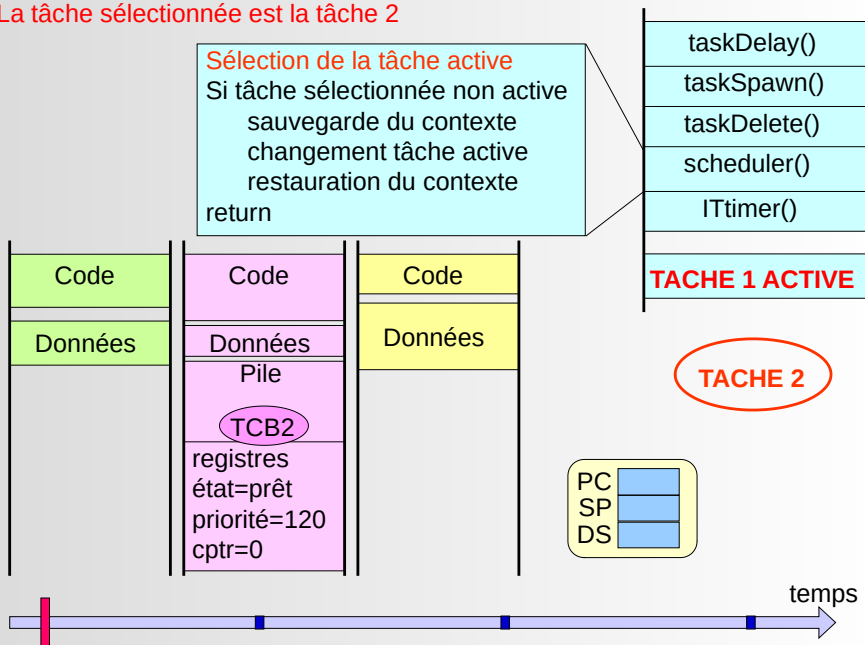 La tâche sélectionnée est la tâche 2
Sélection de la tâche active
Si tâche sélectionnée non active
sauvegarde du contexte
changement tâche active
restauration du contexte
return
taskDelay()
taskSpawn()
taskDelete()
scheduler()
ITtimer()
TACHE 1 ACTIVE
Code
Données
Code
Données
Pile
TCB2
registres
état=prêt
priorité=120
cptr=0
Code
Données
TACHE 2
PC
SP
DS
temps